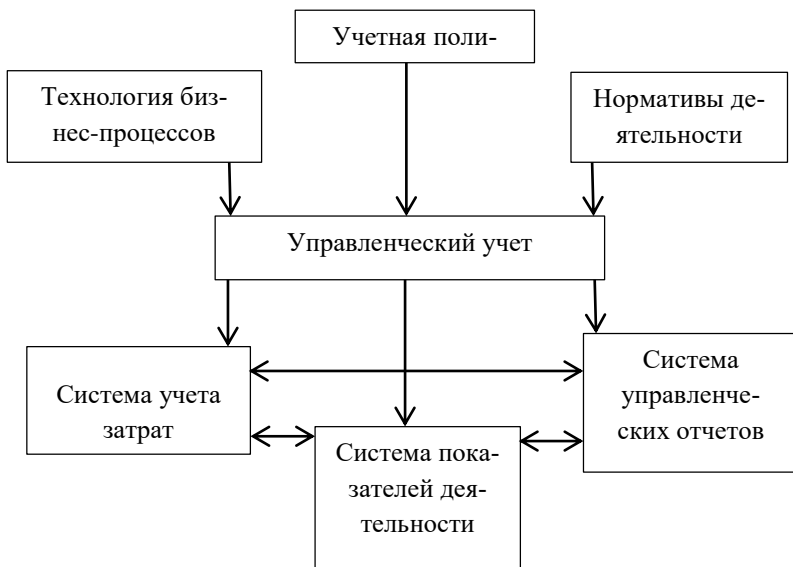 Учетная поли-
Технология биз-
нес-процессов
Нормативы де-
ятельности
Управленческий учет
Система учета
затрат
Система пока-
зателей дея-
тельности
Система
управленче-
ских отчетов